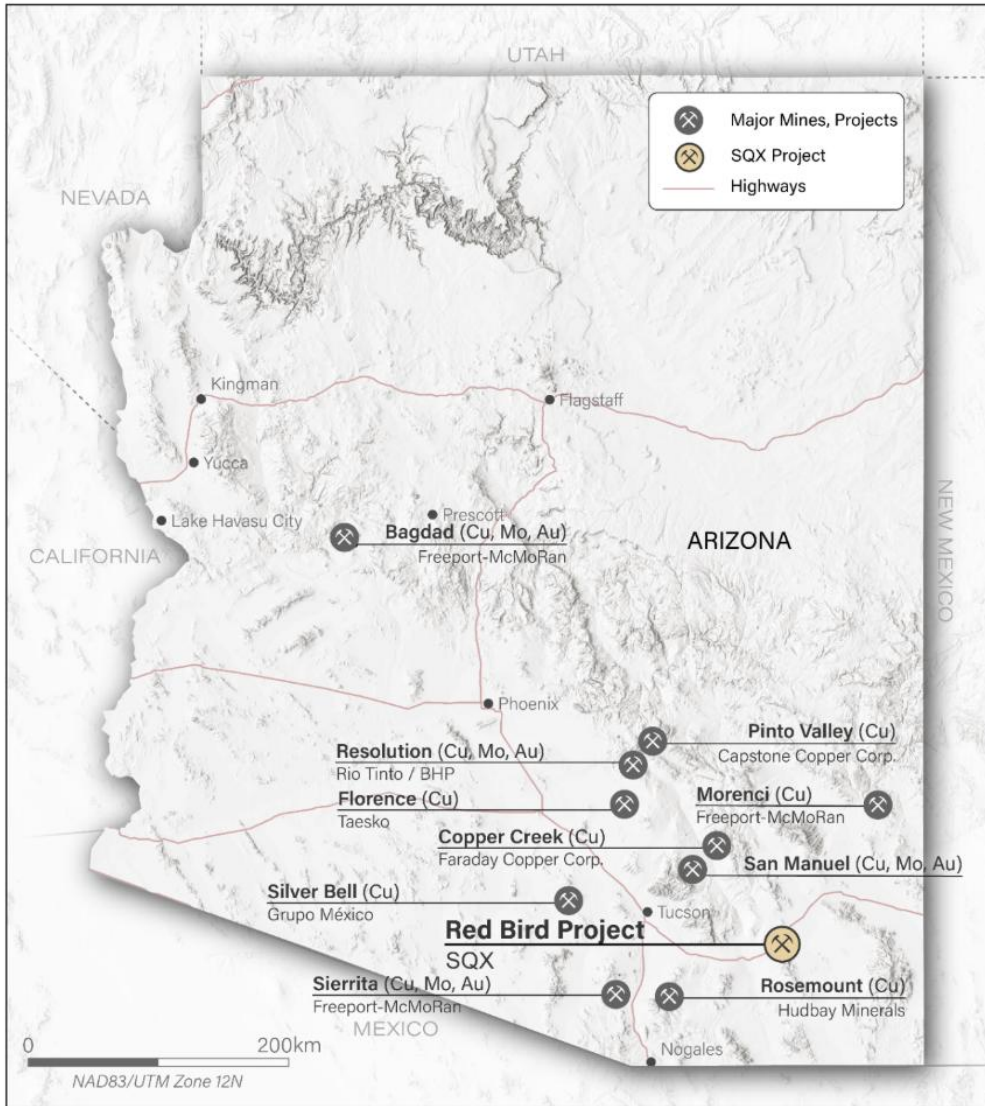 UTAH
Major Mines, Projects
SQX Project
Highways
NEVADA
Kingman
Flagstaff
Yucca
Lake Havasu City
Prescott
Bagdad (Cu, Mo, Au)
Freeport-McMoRan
ARIZONA
CALIFORNIA
NEW MEXICO
Phoenix
Pinto Valley (Cu)
Capstone Copper Corp.
Resolution (Cu, Mo, Au)
Rio Tinto / BHP
Florence (Cu)
Taesko
Morenci (Cu)
Freeport-McMoRan
Copper Creek (Cu)
Faraday Copper Corp.
San Manuel (Cu, Mo, Au)
Silver Bell (Cu)
Grupo México
Tucson
Red Bird Project
SQX
Sierrita (Cu, Mo, Au)
Freeport-McMoRan
Rosemount (Cu)
Hudbay Minerals
MEXICO
Nogales
0 200km
NAD83/UTM Zone 12N